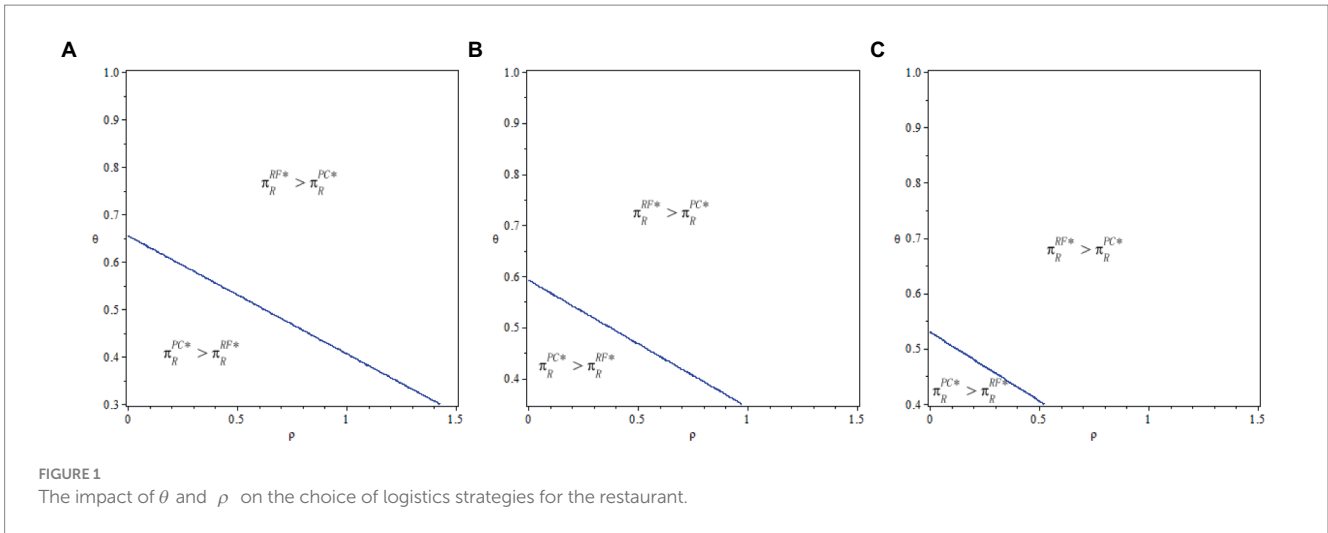 A
1.0
0.9
0.8
0.7
θ
0.6
0.5
0.4
0.3
π_R^{RF*} > π_R^{PC*}
π_R^{PC*} > π_R^{RF*}
0 0.5 1 1.5
ρ
B
1.0
0.9
0.8
0.7
θ
0.6
0.5
0.4
π_R^{RF*} > π_R^{PC*}
π_R^{PC*} > π_R^{RF*}
0 0.5 1 1.5
ρ
C
1.0
0.9
0.8
0.7
θ
0.6
0.5
0.4
π_R^{RF*} > π_R^{PC*}
π_R^{PC*} > π_R^{RF*}
0 0.5 1 1.5
ρ
FIGURE 1
The impact of θ and ρ on the choice of logistics strategies for the restaurant.